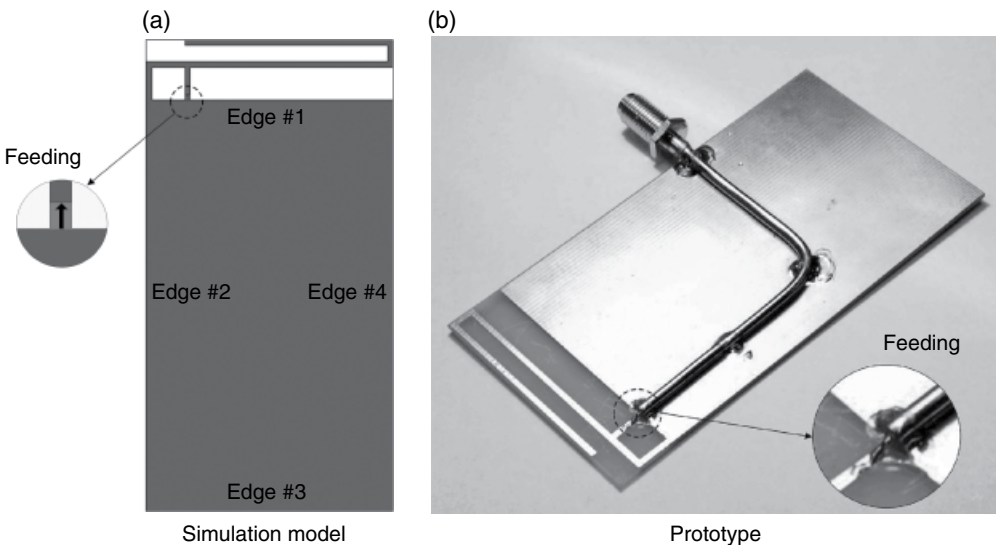 (a)
(b)
Edge #1
Feeding
Edge #2
Edge #4
Feeding
Edge #3
Simulation model
Prototype